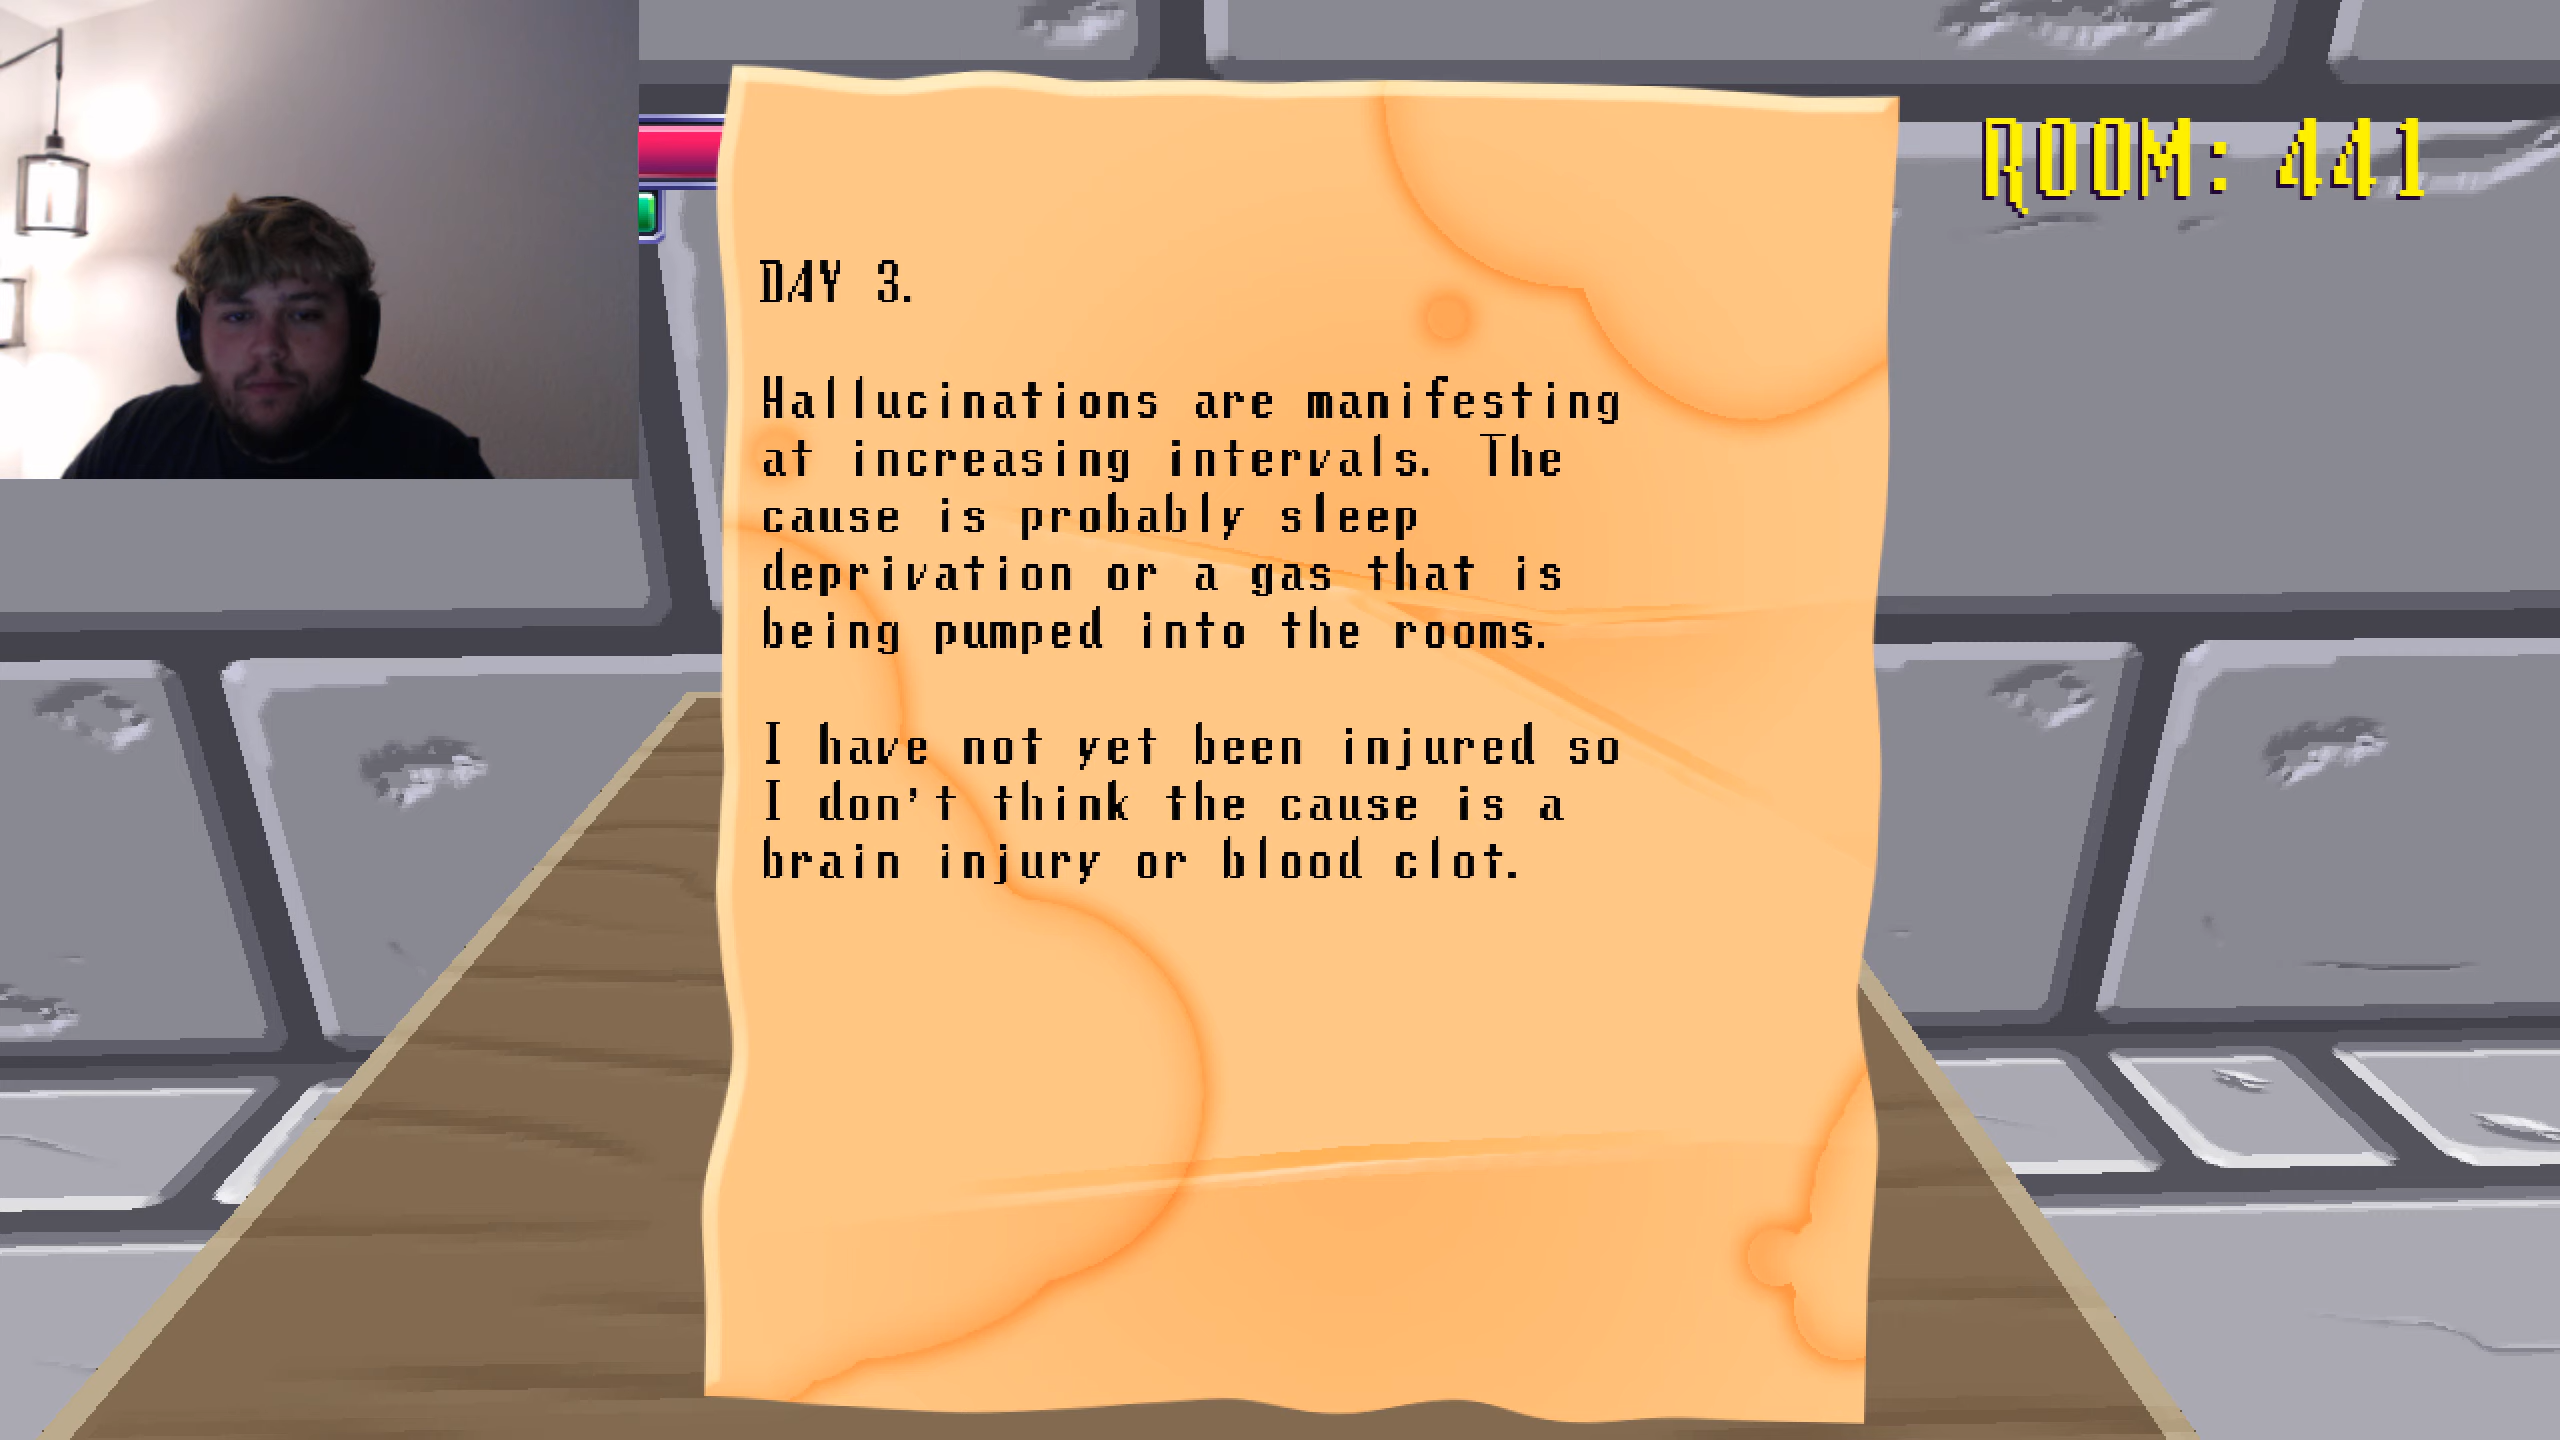 ROOM: 441
DAY 3.
Hallucinations are manifesting
at increasing intervals. The
cause is probably sleep
deprivation or a gas that is
being pumped into the rooms.
I have not yet been injured so
I don't think the cause is a
brain injury or blood clot.